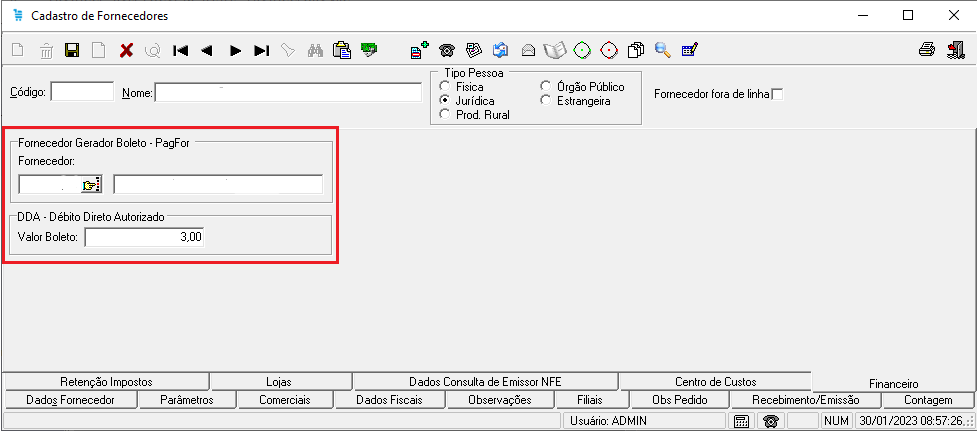 Cadastro de Fornecedores
Código:
Nome:
Tipo Pessoa
Fisica
Jurídica
Prod. Rural
Órgão Público
Estrangeira
Fornecedor fora de linha
Fornecedor Gerador Boleto - PagFor
Fornecedor:
DDA - Débito Direto Autorizado
Valor Boleto: 3,00
Retenção Impostos Lojas Dados Consulta de Emissor NFE Centro de Custos Financeiro
Dados Fornecedor Parâmetros Comerciais Dados Fiscais Observações Filiais Obs Pedido Recebimento/Emissão Contagem
Usuário: ADMIN NUM 30/01/2023 08:57:26